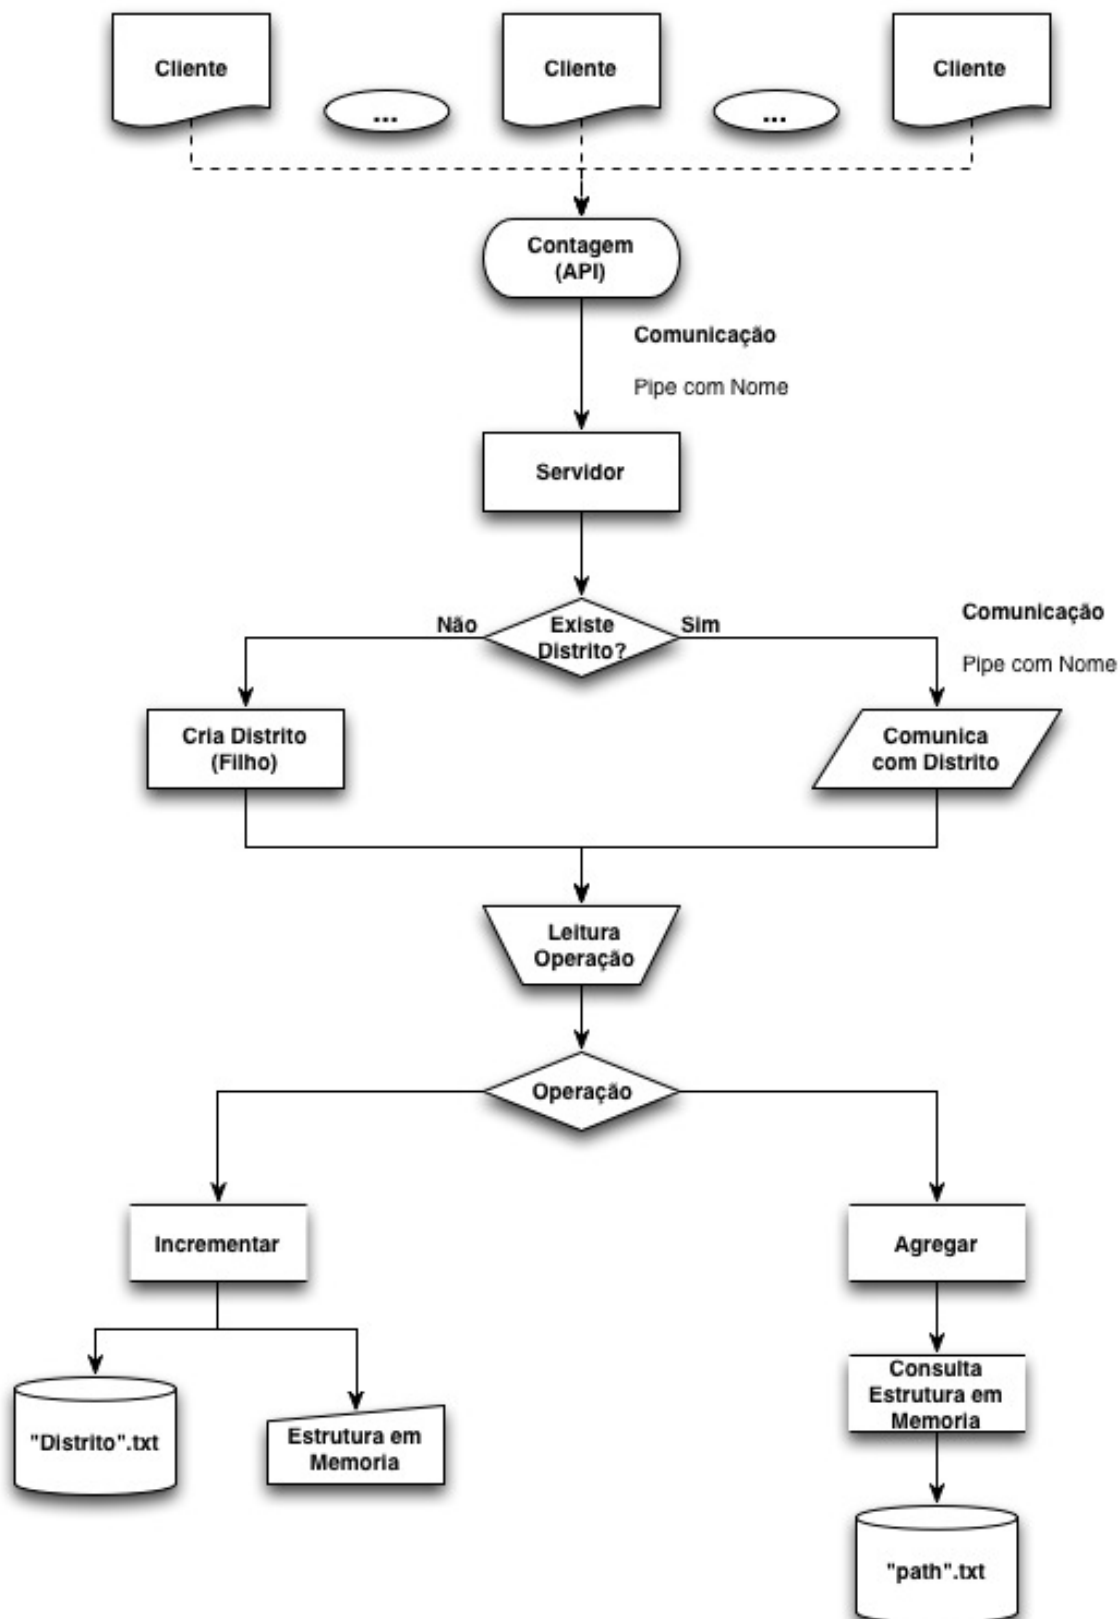 Cliente
Cliente
Cliente
...
...
Contagem
(API)
Comunicação
Pipe com Nome
Servidor
Não
Existe
Distrito?
Sim
Comunicação
Pipe com Nome
Cria Distrito
(Filho)
Comunica
com Distrito
Leitura
Operação
Operação
Incrementar
Agregar
Consulta
Estrutura em
Memoria
"Distrito".txt
Estrutura em
Memoria
"path".txt